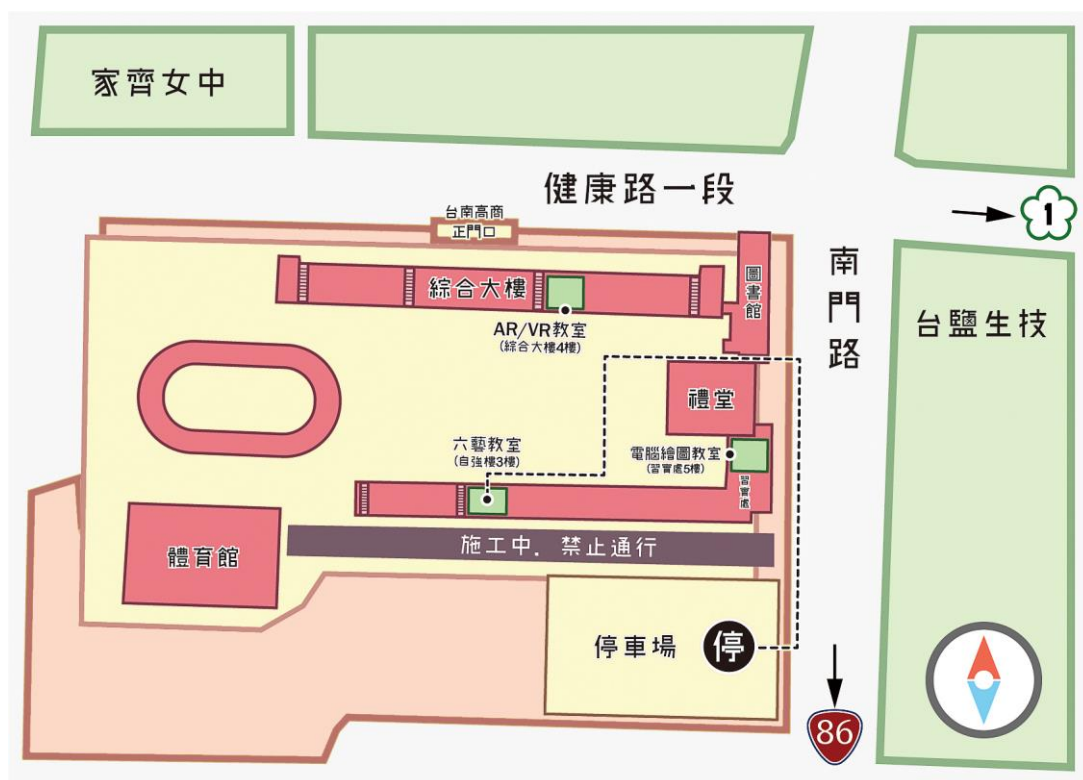 家齊女中
健康路一段
台南高商
正門口
1
南門路
圖書館
綜合大樓
台鹽生技
AR/VR教室
(綜合大樓4樓)
禮堂
六藝教室
(自強樓3樓)
電腦繪圖教室
(習實處5樓)
習實處
施工中．禁止通行
體育館
停車場
停
86